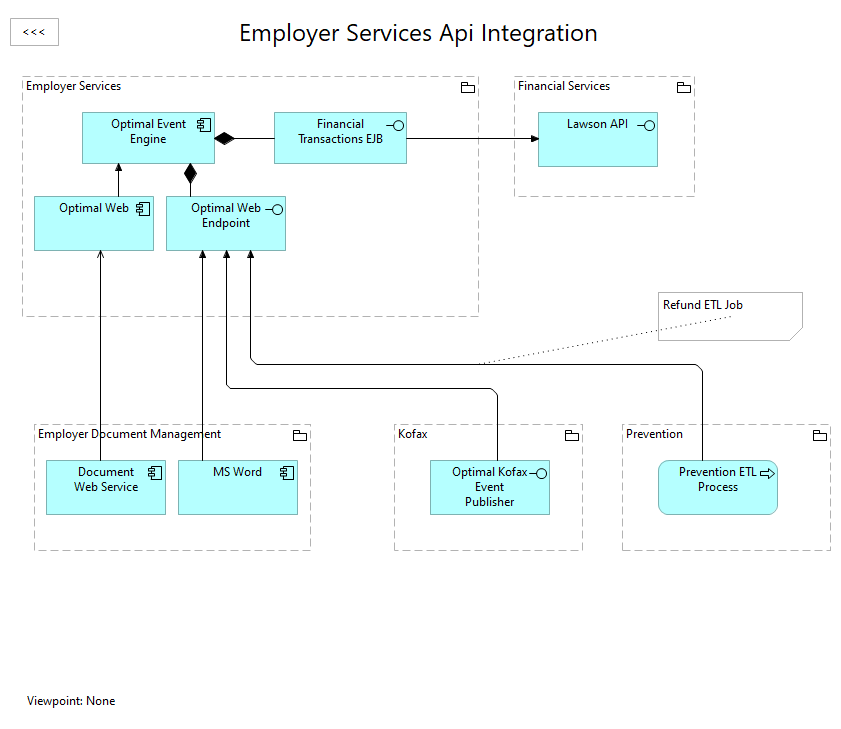 <<<
Employer Services Api Integration
Employer Services
Financial Services
Optimal Event
Engine
Financial
Transactions EJB
Lawson API
Optimal Web
Optimal Web
Endpoint
Refund ETL Job
Employer Document Management
Kofax
Prevention
Document
Web Service
MS Word
Optimal Kofax
Event
Publisher
Prevention ETL
Process
Viewpoint: None